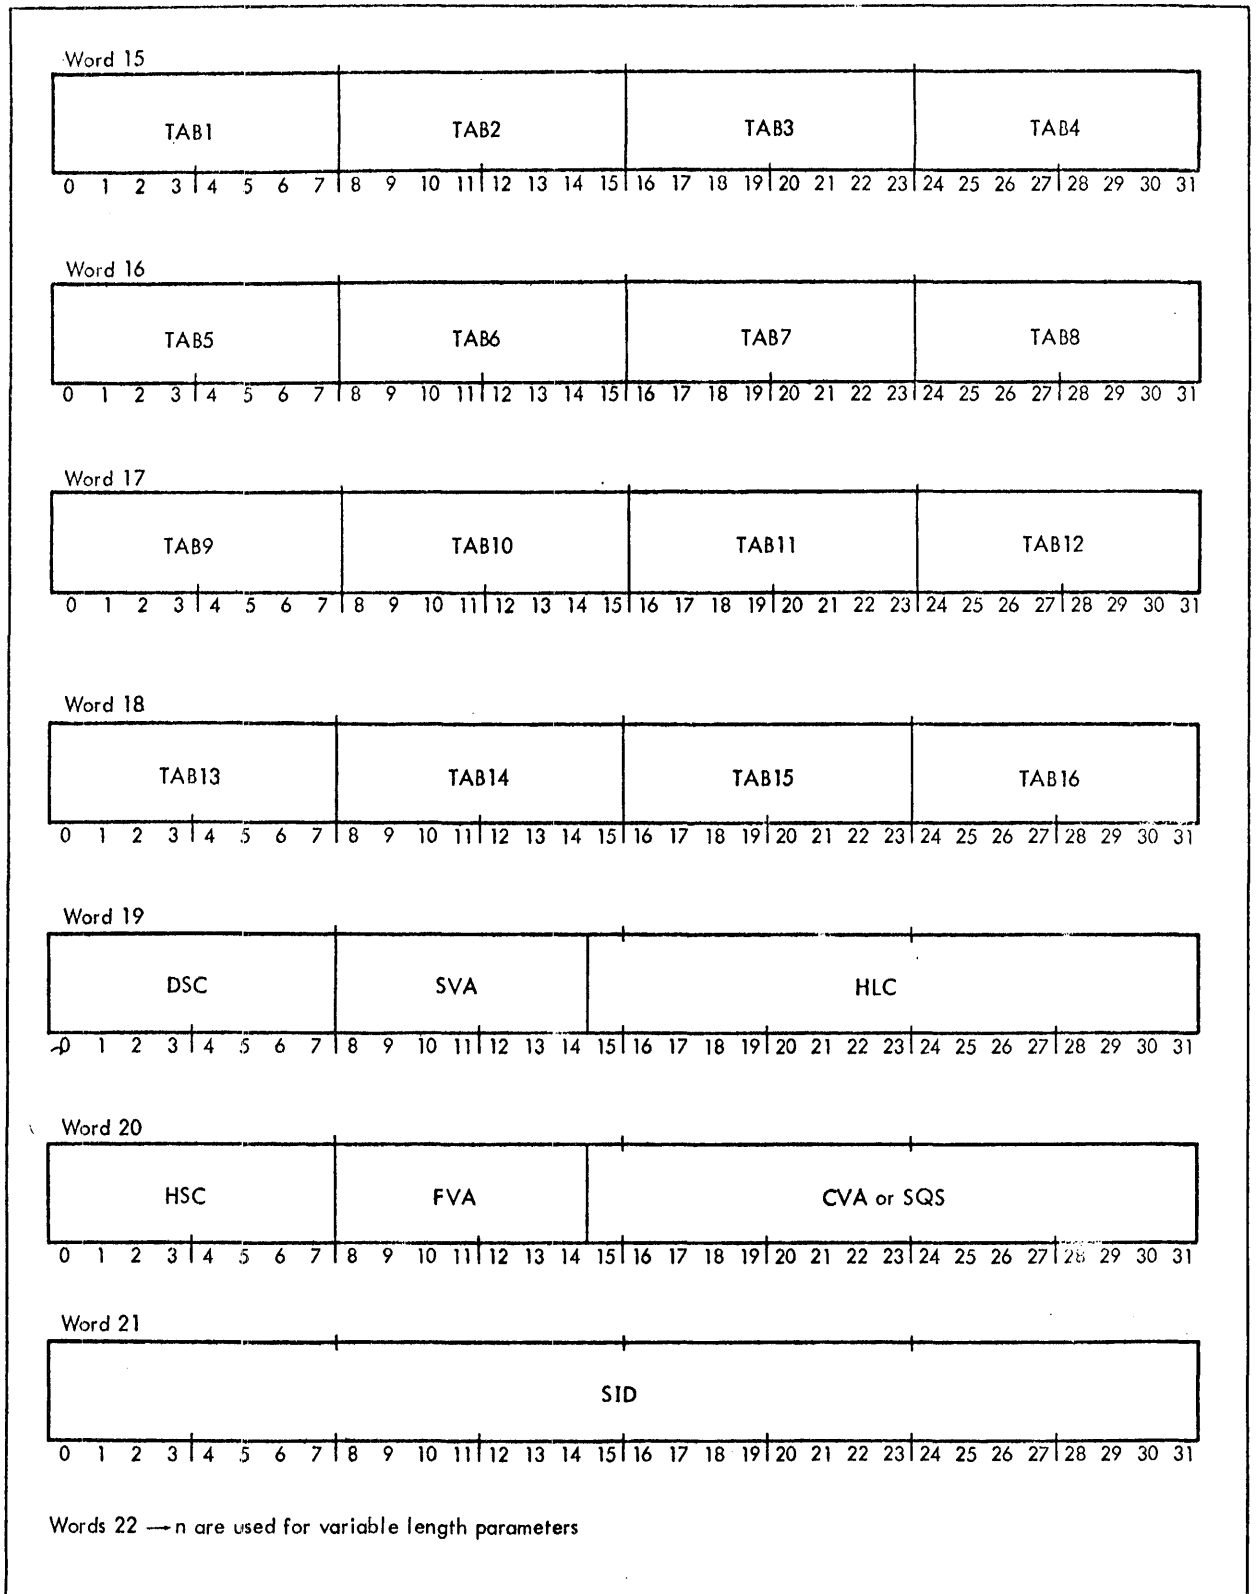 Word 15
TAB1 TAB2 TAB3 TAB4
0 1 2 3 4 5 6 7 8 9 10 11 12 13 14 15 16 17 18 19 20 21 22 23 24 25 26 27 28 29 30 31
Word 16
TAB5 TAB6 TAB7 TAB8
0 1 2 3 4 5 6 7 8 9 10 11 12 13 14 15 16 17 18 19 20 21 22 23 24 25 26 27 28 29 30 31
Word 17
TAB9 TAB10 TAB11 TAB12
0 1 2 3 4 5 6 7 8 9 10 11 12 13 14 15 16 17 18 19 20 21 22 23 24 25 26 27 28 29 30 31
Word 18
TAB13 TAB14 TAB15 TAB16
0 1 2 3 4 5 6 7 8 9 10 11 12 13 14 15 16 17 18 19 20 21 22 23 24 25 26 27 28 29 30 31
Word 19
DSC SVA HLC
0 1 2 3 4 5 6 7 8 9 10 11 12 13 14 15 16 17 18 19 20 21 22 23 24 25 26 27 28 29 30 31
Word 20
HSC FVA CVA or SQS
0 1 2 3 4 5 6 7 8 9 10 11 12 13 14 15 16 17 18 19 20 21 22 23 24 25 26 27 28 29 30 31
Word 21
SID
0 1 2 3 4 5 6 7 8 9 10 11 12 13 14 15 16 17 18 19 20 21 22 23 24 25 26 27 28 29 30 31
Words 22 → n are used for variable length parameters